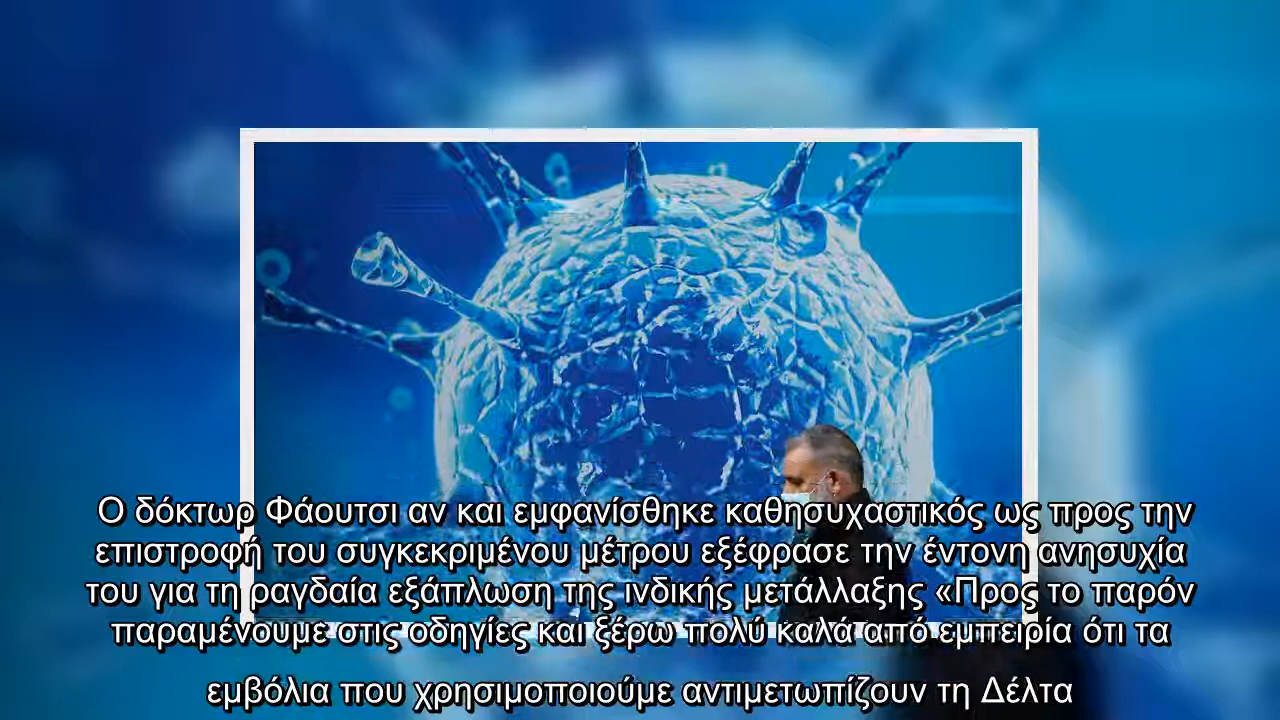 Ο δόκτωρ Φάουτσι αν και εμφανίσθηκε καθησυχαστικός ως προς την
επιστροφή του συγκεκριμένου μέτρου εξέφρασε την έντονη ανησυχία
του για τη ραγδαία εξάπλωση της ινδικής μετάλλαξης «Προς το παρόν
παραμένουμε στις οδηγίες και ξέρω πολύ καλά από εμπειρία ότι τα
εμβόλια που χρησιμοποιούμε αντιμετωπίζουν τη Δέλτα